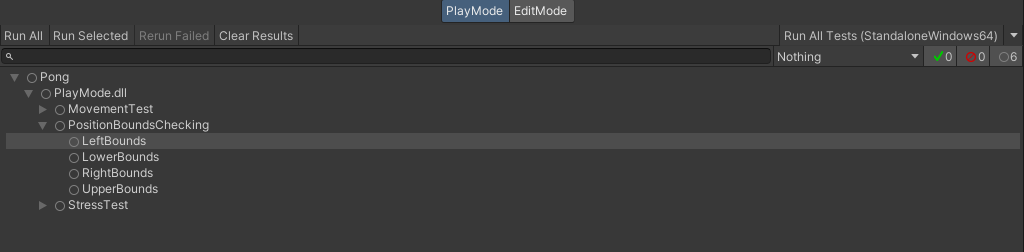 PlayMode EditMode
Run All Run Selected Rerun Failed Clear Results Run All Tests (StandaloneWindows64)
Nothing 0 0 6
Pong
PlayMode.dll
MovementTest
PositionBoundsChecking
LeftBounds
LowerBounds
RightBounds
UpperBounds
StressTest